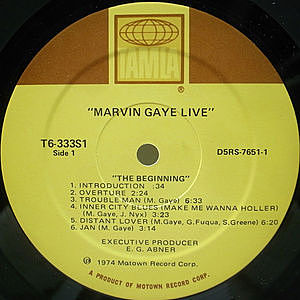 TAMLA
"MARVIN GAYE LIVE"
T6-333S1
Side 1
D5RS-7651-1
"THE BEGINNING"
1. INTRODUCTION :34
2. OVERTURE 2:34
3. TROUBLE MAN (M. Gaye) 6:33
4. INNER CITY BLUES (MAKE ME WANNA HOLLER)
(M. Gaye, J. Nyx) 3:33
5. DISTANT LOVER (M.Gaye, G.Fuqua, S.Greene) 6:20
6. JAN (M. Gaye) 3:14
EXECUTIVE PRODUCER
E. G. ABNER
℗ 1974 Motown Record Corp.
A PRODUCT OF MOTOWN RECORD CORP.